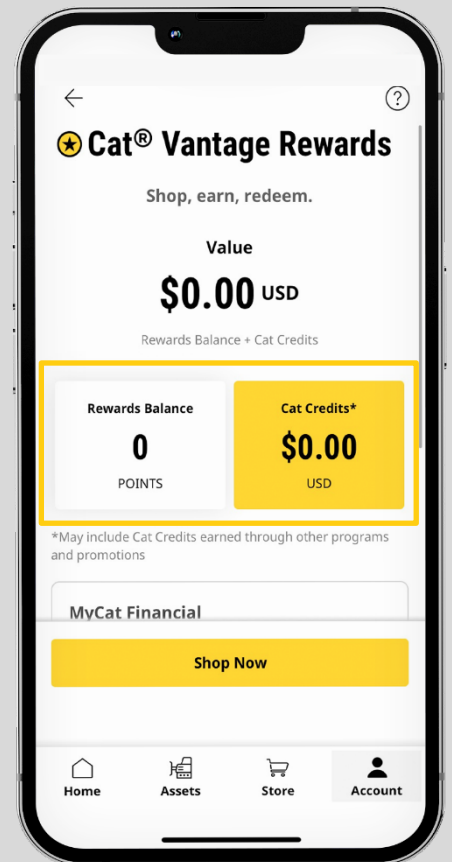 Cat® Vantage Rewards
Shop, earn, redeem.
Value
$0.00 USD
Rewards Balance + Cat Credits
Rewards Balance
0
POINTS
Cat Credits*
$0.00
USD
*May include Cat Credits earned through other programs
and promotions
MyCat Financial
Shop Now
Home
Assets
Store
Account